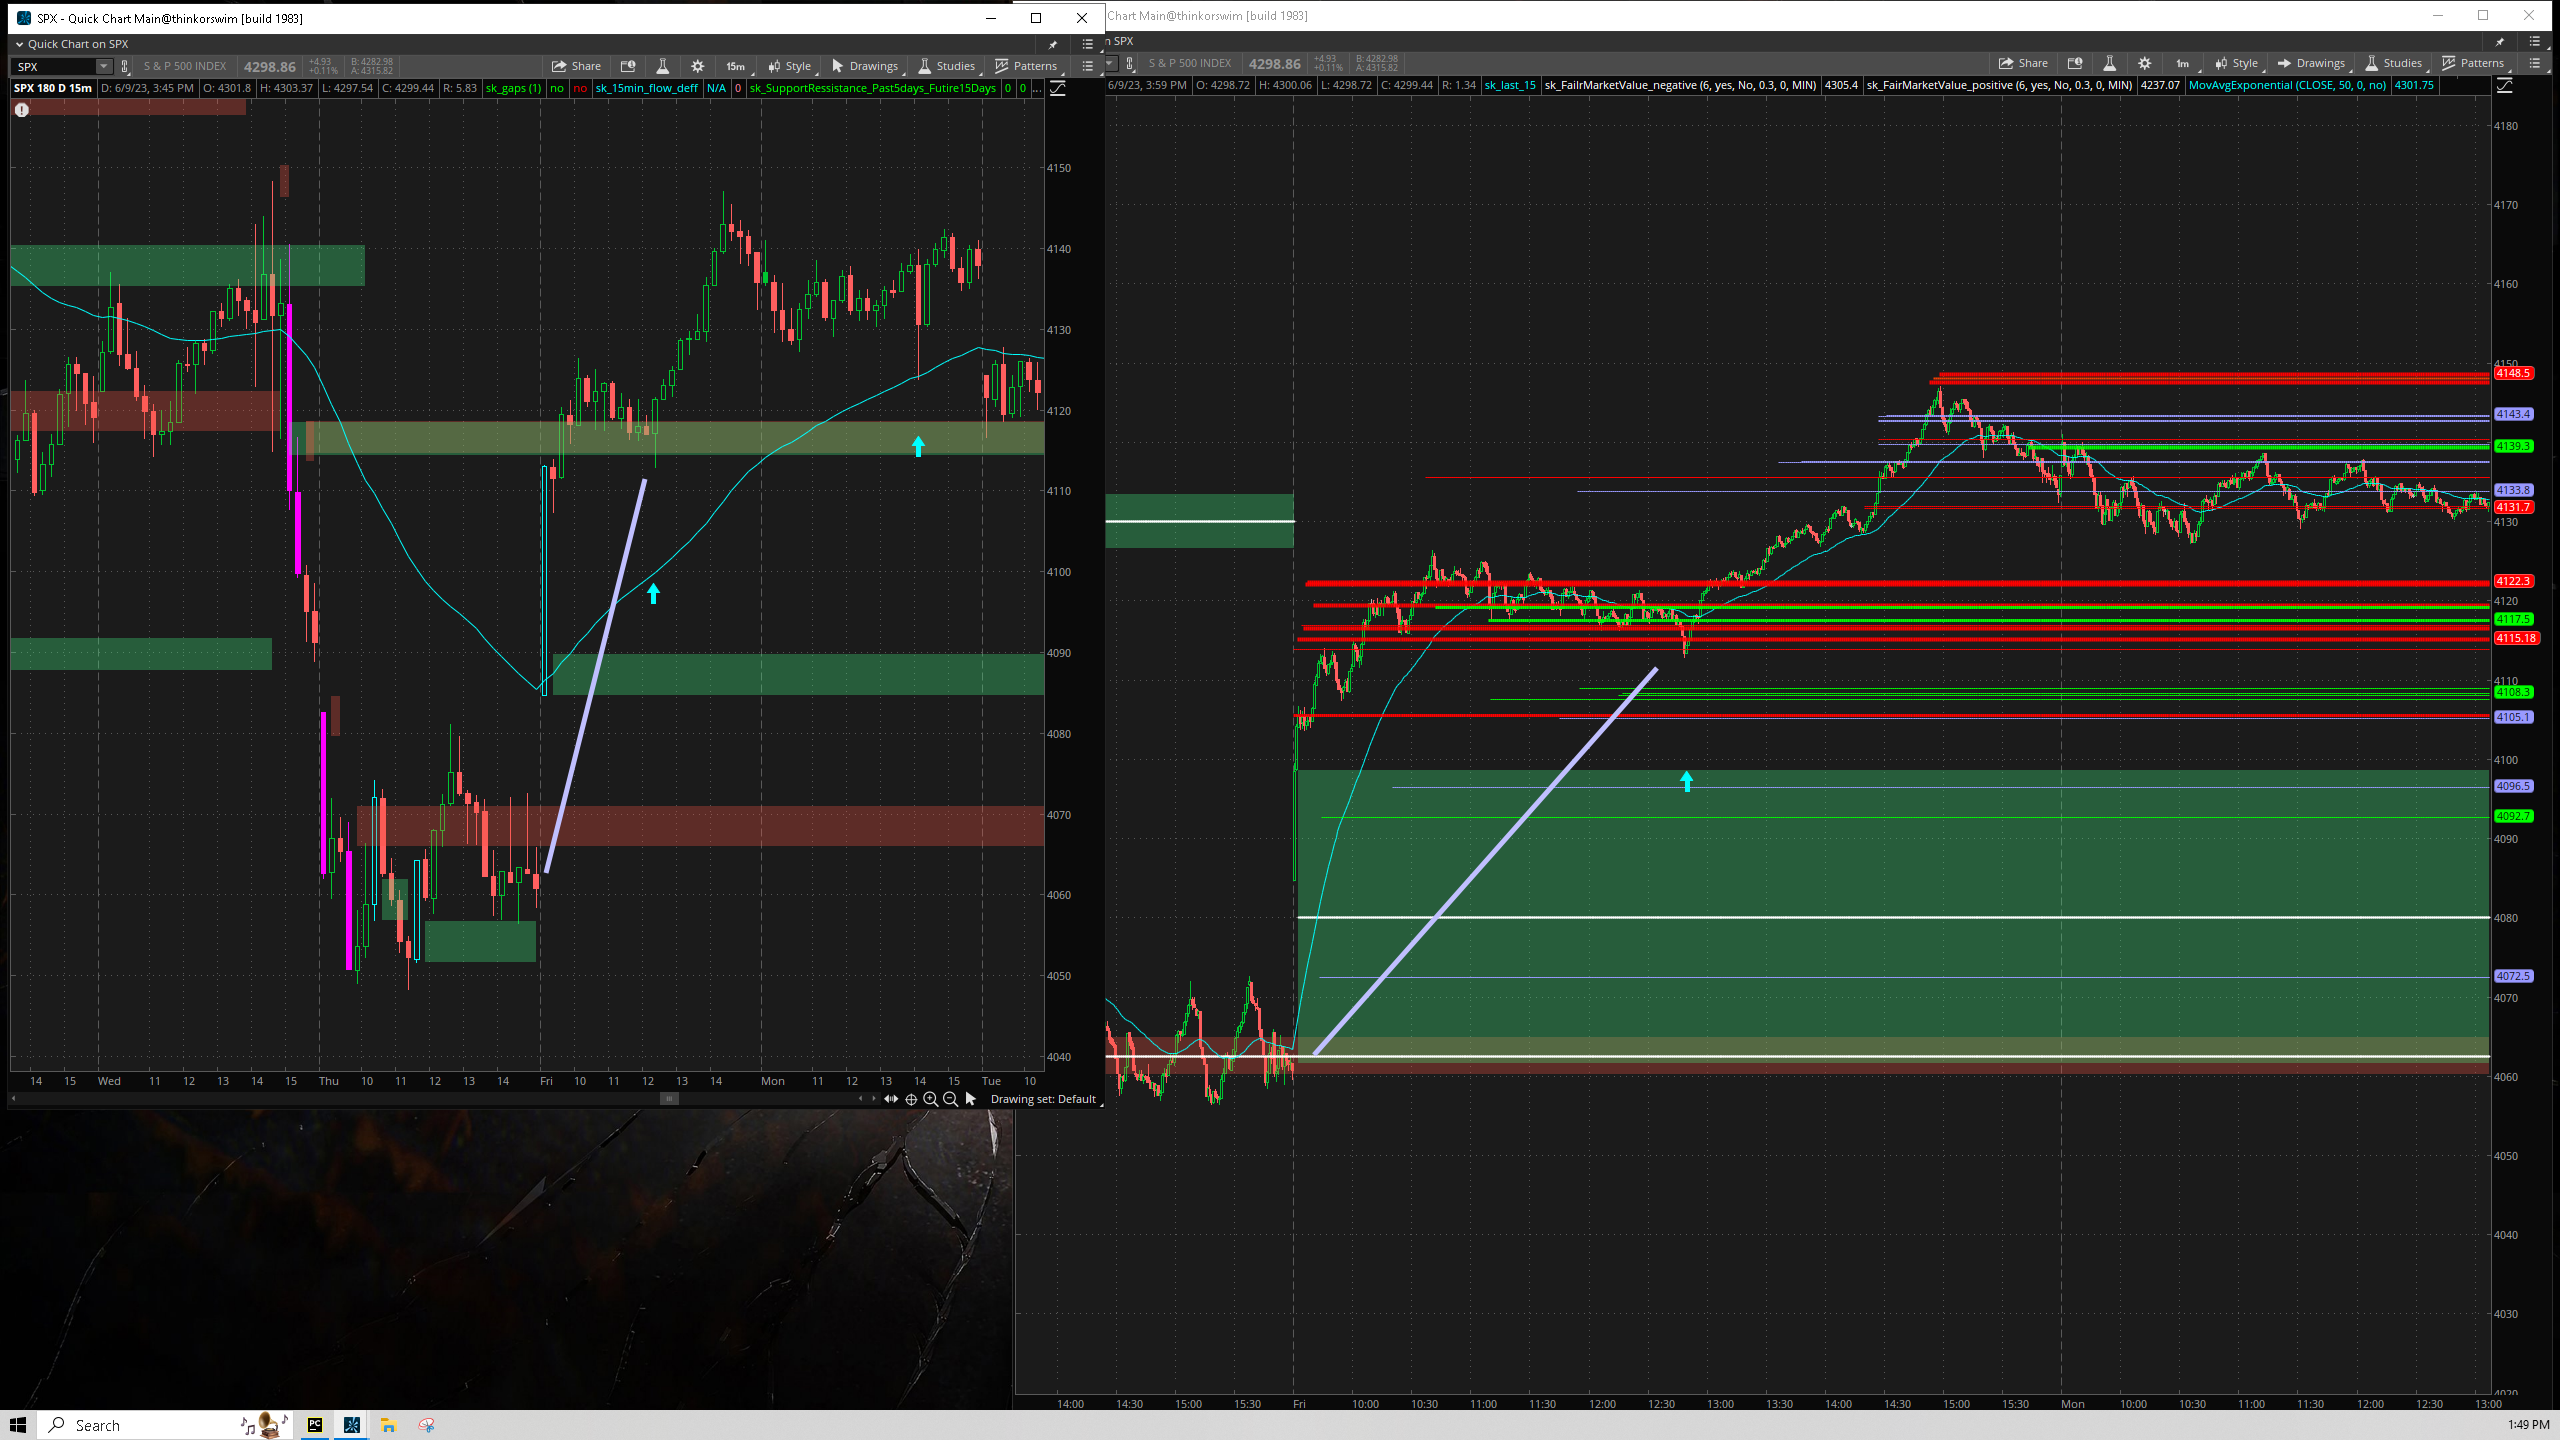 SPX - Quick Chart Main@thinkorswim [build 1983]
Quick Chart on SPX
SPX S & P 500 INDEX 4298.86 +4.93 +0.11% B: 4282.98 A: 4315.82 Share 15m Style Drawings Studies Patterns
SPX 180 D 15m D: 6/9/23, 3:45 PM O: 4301.8 H: 4303.37 L: 4297.54 C: 4299.44 R: 5.83 sk_gaps (1) no no sk_15min_flow_deff N/A 0 sk_SupportRessistance_Past5days_Futire15Days 0 0 ...
4150
4140
4130
4120
4110
4100
4090
4080
4070
4060
4050
4040
14 15 Wed 11 12 13 14 15 Thu 10 11 12 13 14 Fri 10 11 12 13 14 Mon 11 12 13 14 15 Tue 10
Drawing set: Default
Chart Main@thinkorswim [build 1983]
n SPX
S & P 500 INDEX 4298.86 +4.93 +0.11% B: 4282.98 A: 4315.82 Share 1m Style Drawings Studies Patterns
6/9/23, 3:59 PM O: 4298.72 H: 4300.06 L: 4298.72 C: 4299.44 R: 1.34 sk_last_15 sk_FailrMarketValue_negative (6, yes, No, 0.3, 0, MIN) 4305.4 sk_FairMarketValue_positive (6, yes, No, 0.3, 0, MIN) 4237.07 MovAvgExponential (CLOSE, 50, 0, no) 4301.75
4180
4170
4160
4150
4148.5
4143.4
4139.3
4133.8
4131.7
4130
4122.3
4120
4117.5
4115.18
4110
4108.3
4105.1
4100
4096.5
4092.7
4090
4080
4072.5
4070
4060
4050
4040
4030
4020
14:00 14:30 15:00 15:30 Fri 10:00 10:30 11:00 11:30 12:00 12:30 13:00 13:30 14:00 14:30 15:00 15:30 Mon 10:00 10:30 11:00 11:30 12:00 12:30 13:00
Search
PC
1:49 PM